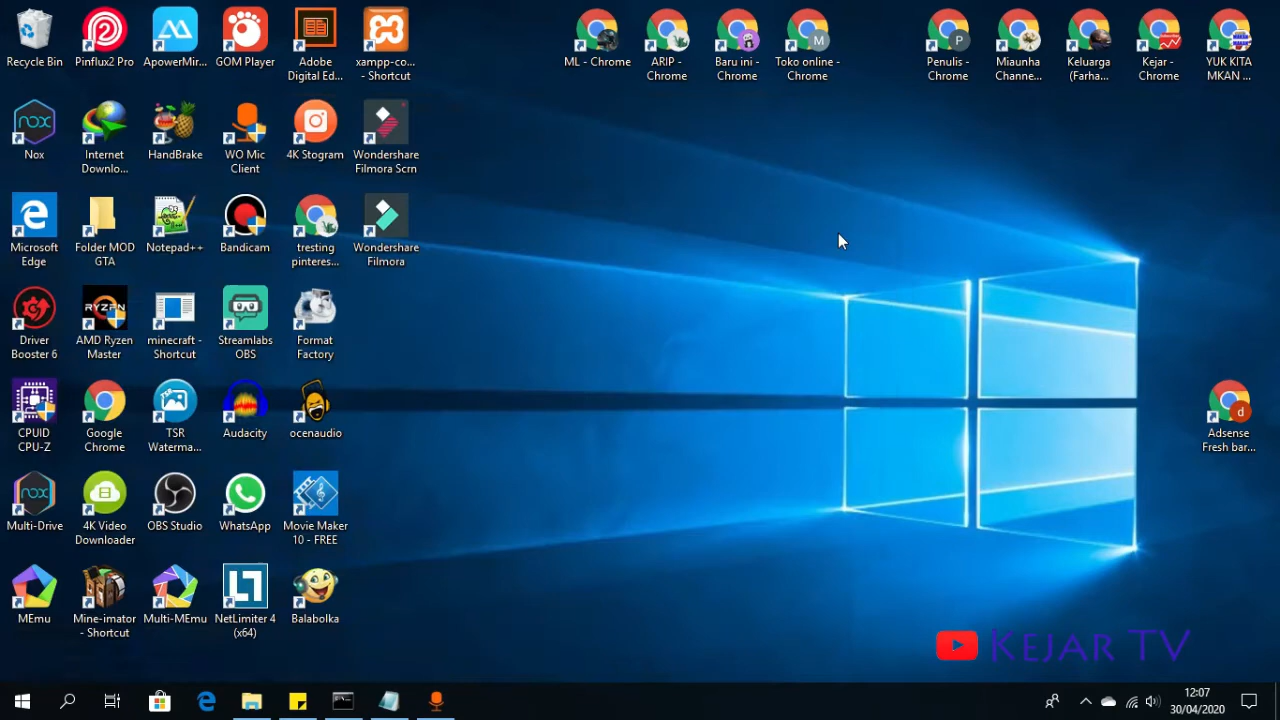 Recycle Bin
Pinflux2 Pro
ApowerMir...
GOM Player
Adobe
Digital Ed...
xampp-co...
- Shortcut
ML - Chrome
ARIP -
Chrome
Baru ini -
Chrome
M
Toko online -
Chrome
P
Penulis -
Chrome
Miaunha
Channe...
Keluarga
(Farha...
Kejar -
Chrome
YUK KITA
MKAN ...
nox
Nox
Internet
Downlo...
HandBrake
WO Mic
Client
4K Stogram
Wondershare
Filmora Scrn
Microsoft
Edge
Folder MOD
GTA
Notepad++
Bandicam
tresting
pinteres...
Wondershare
Filmora
Driver
Booster 6
RYZEN
AMD Ryzen
Master
minecraft -
Shortcut
Streamlabs
OBS
Format
Factory
CPUID
CPU-Z
Google
Chrome
TSR
Waterma...
Audacity
ocenaudio
d
Adsense
Fresh bar...
nox
Multi-Drive
4K Video
Downloader
OBS Studio
WhatsApp
Movie Maker
10 - FREE
MEmu
Mine-imator
- Shortcut
Multi-MEmu
NetLimiter 4
(x64)
Balabolka
KEJAR TV
12:07
30/04/2020